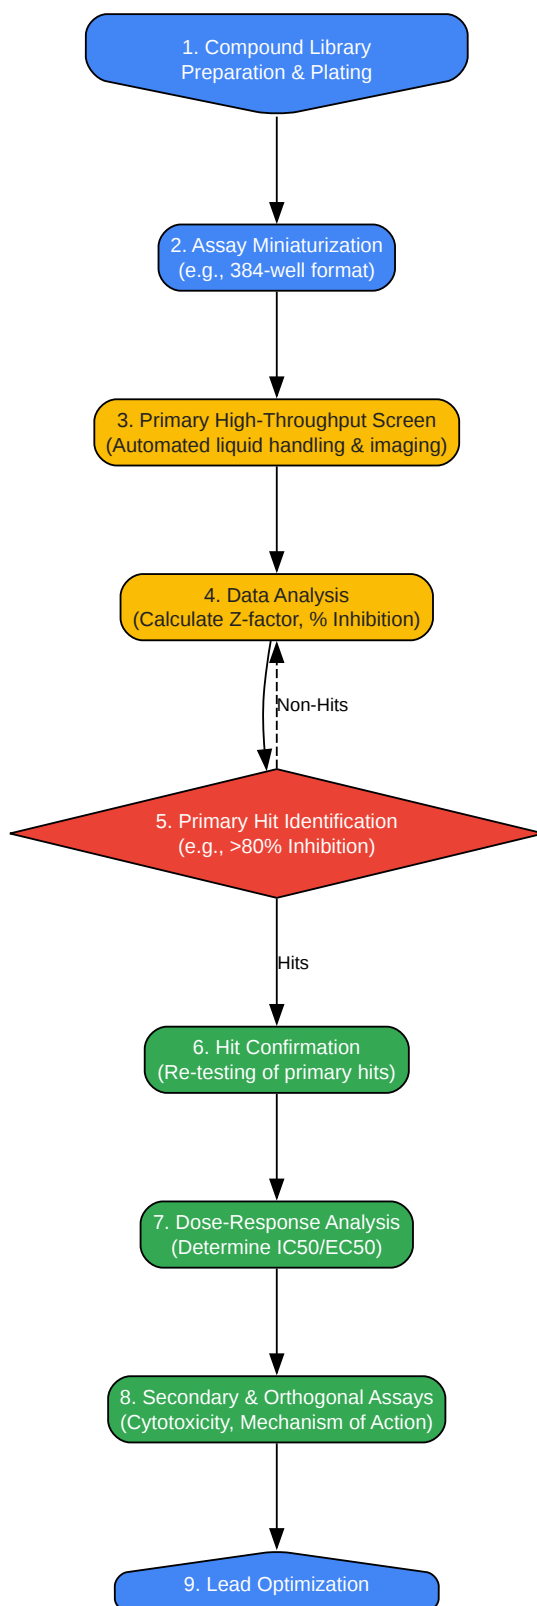 1. Compound Library
Preparation & Plating
2. Assay Miniaturization
(e.g., 384-well format)
3. Primary High-Throughput Screen
(Automated liquid handling & imaging)
4. Data Analysis
(Calculate Z-factor, % Inhibition)
Non-Hits
5. Primary Hit Identification
(e.g., >80% Inhibition)
Hits
6. Hit Confirmation
(Re-testing of primary hits)
7. Dose-Response Analysis
(Determine IC50/EC50)
8. Secondary & Orthogonal Assays
(Cytotoxicity, Mechanism of Action)
9. Lead Optimization